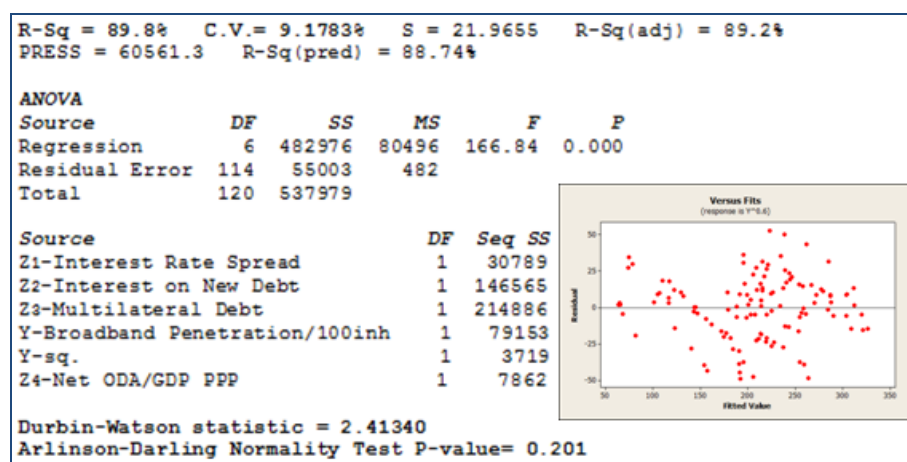 R-Sq = 89.8%   C.V.= 9.1783%   S = 21.9655   R-Sq(adj) = 89.2%
PRESS = 60561.3   R-Sq(pred) = 88.74%
ANOVA
Source DF SS MS F P
Regression 6 482976 80496 166.84 0.000
Residual Error 114 55003 482
Total 120 537979
Source DF Seq SS
Z1-Interest Rate Spread 1 30789
Z2-Interest on New Debt 1 146565
Z3-Multilateral Debt 1 214886
Y-Broadband Penetration/100inh 1 79153
Y-sq. 1 3719
Z4-Net ODA/GDP PPP 1 7862
Versus Fits
(response is Y^0.6)
Residual
50
25
0
-25
-50
50 100 150 200 250 300 350
Fitted Value
Durbin-Watson statistic = 2.41340
Arlinson-Darling Normality Test P-value= 0.201